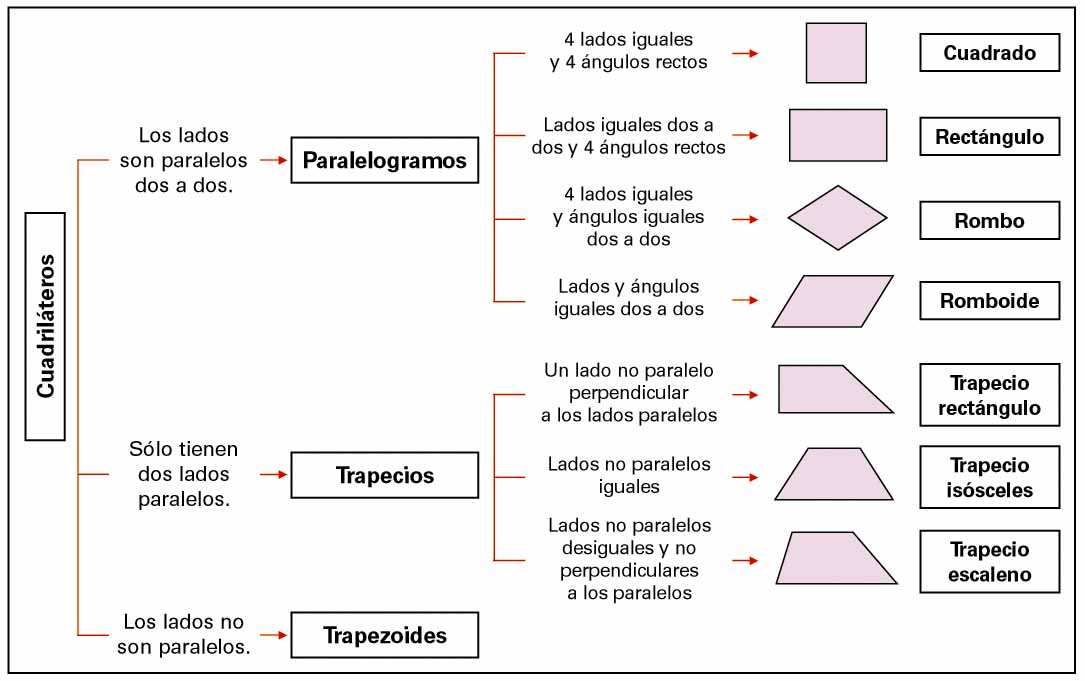 Cuadriláteros
Los lados
son paralelos
dos a dos.
Paralelogramos
4 lados iguales
y 4 ángulos rectos
Cuadrado
Lados iguales dos a
dos y 4 ángulos rectos
Rectángulo
4 lados iguales
y ángulos iguales
dos a dos
Rombo
Lados y ángulos
iguales dos a dos
Romboide
Sólo tienen
dos lados
paralelos.
Trapecios
Un lado no paralelo
perpendicular
a los lados paralelos
Trapecio
rectángulo
Lados no paralelos
iguales
Trapecio
isósceles
Lados no paralelos
desiguales y no
perpendiculares
a los paralelos
Trapecio
escaleno
Los lados no
son paralelos.
Trapezoides